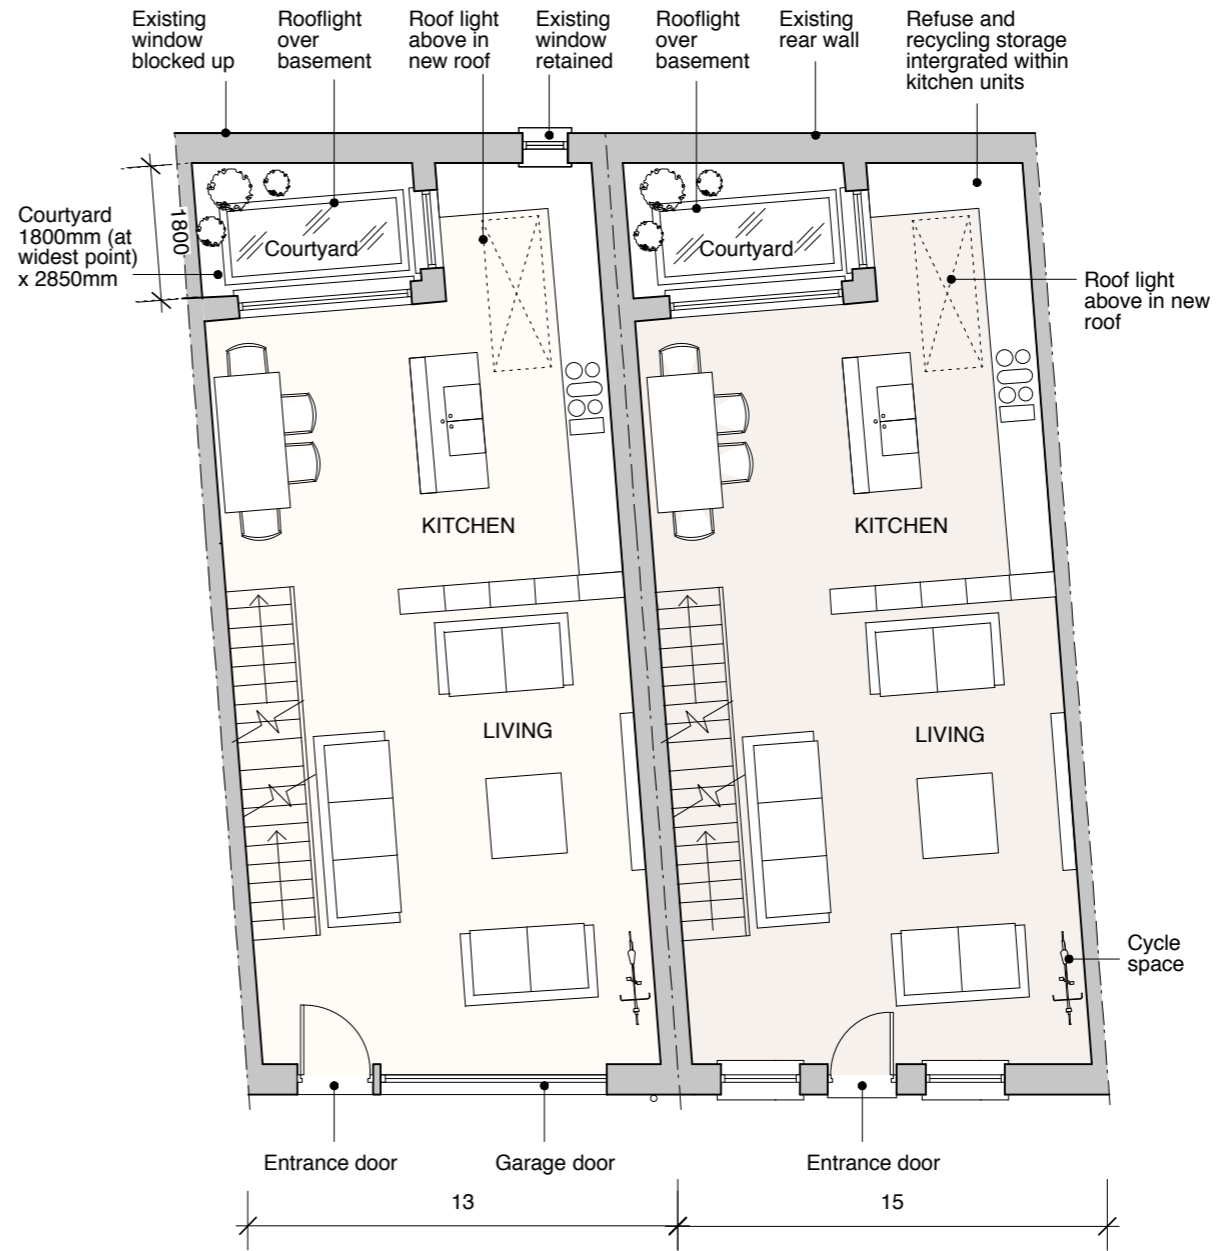 Existing
window
blocked up
Rooflight
over
basement
Roof light
above in
new roof
Existing
window
retained
Rooflight
over
basement
Existing
rear wall
Refuse and
recycling storage
intergrated within
kitchen units
Courtyard
1800mm (at
widest point)
x 2850mm
1800
Courtyard
Courtyard
Roof light
above in new
roof
KITCHEN
KITCHEN
LIVING
LIVING
Cycle
space
Entrance door
Garage door
Entrance door
13
15